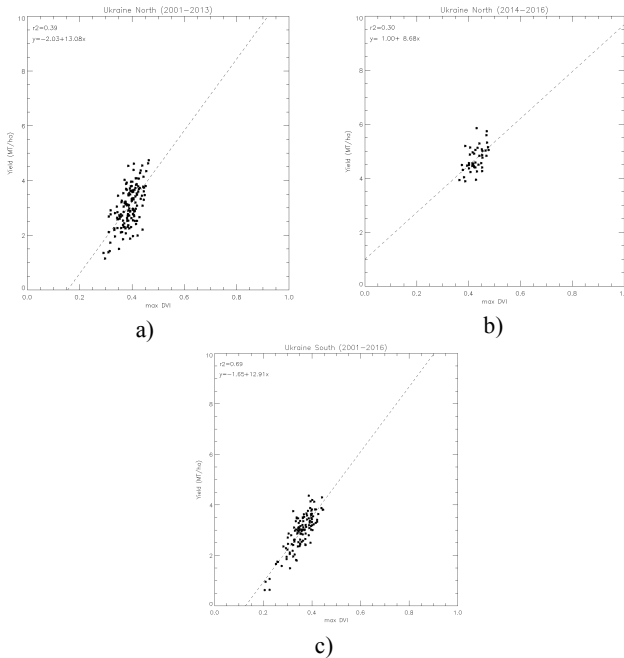 Ukraine North (2001-2013)
r2=0.39
y=-2.03+13.08x
10
8
6
4
2
0
Yield (MT/ha)
0.0 0.2 0.4 0.6 0.8 1.0
max DVI
a)
Ukraine North (2014-2016)
r2=0.30
y= 1.00+ 8.68x
10
8
6
4
2
0
Yield (MT/ha)
0.0 0.2 0.4 0.6 0.8 1.0
max DVI
b)
Ukraine South (2001-2016)
r2=0.69
y=-1.65+12.91x
10
8
6
4
2
0
Yield (MT/ha)
0.0 0.2 0.4 0.6 0.8 1.0
max DVI
c)